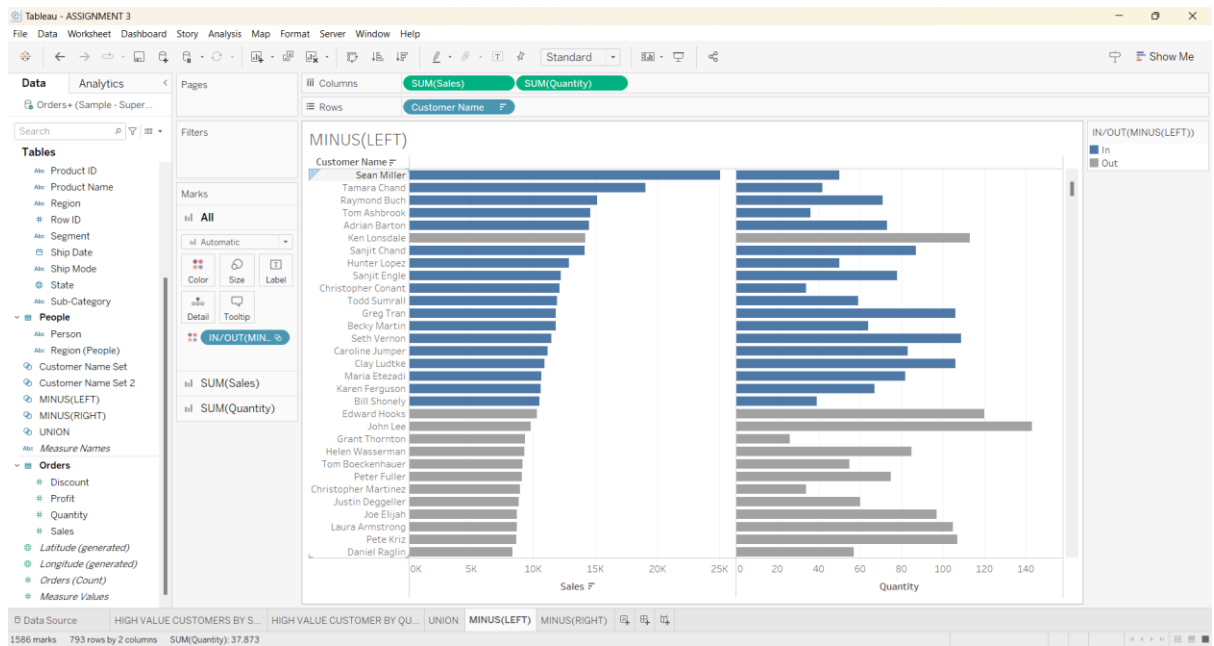 Tableau - ASSIGNMENT 3
File Data Worksheet Dashboard Story Analysis Map Format Server Window Help
Standard
Show Me
Data Analytics
Orders+ (Sample - Super...
Search
Tables
Abc Product ID
Abc Product Name
Abc Region
# Row ID
Abc Segment
Ship Date
Abc Ship Mode
State
Abc Sub-Category
People
Abc Person
Abc Region (People)
Customer Name Set
Customer Name Set 2
MINUS(LEFT)
MINUS(RIGHT)
UNION
Abc Measure Names
Orders
# Discount
# Profit
# Quantity
# Sales
Latitude (generated)
Longitude (generated)
# Orders (Count)
# Measure Values
Pages
Filters
Marks
All
Automatic
Color Size Label
Detail Tooltip
IN/OUT(MIN..
SUM(Sales)
SUM(Quantity)
Columns SUM(Sales) SUM(Quantity)
Rows Customer Name
MINUS(LEFT)
Customer Name
Sean Miller
Tamara Chand
Raymond Buch
Tom Ashbrook
Adrian Barton
Ken Lonsdale
Sanjit Chand
Hunter Lopez
Sanjit Engle
Christopher Conant
Todd Sumrall
Greg Tran
Becky Martin
Seth Vernon
Caroline Jumper
Clay Ludtke
Maria Etezadi
Karen Ferguson
Bill Shonely
Edward Hooks
John Lee
Grant Thornton
Helen Wasserman
Tom Boeckenhauer
Peter Fuller
Christopher Martinez
Justin Deggeller
Joe Elijah
Laura Armstrong
Pete Kriz
Daniel Raglin
0K 5K 10K 15K 20K 25K 0 20 40 60 80 100 120 140
Sales Quantity
IN/OUT(MINUS(LEFT))
In
Out
Data Source HIGH VALUE CUSTOMERS BY S... HIGH VALUE CUSTOMER BY QU... UNION MINUS(LEFT) MINUS(RIGHT)
1586 marks 793 rows by 2 columns SUM(Quantity): 37.873